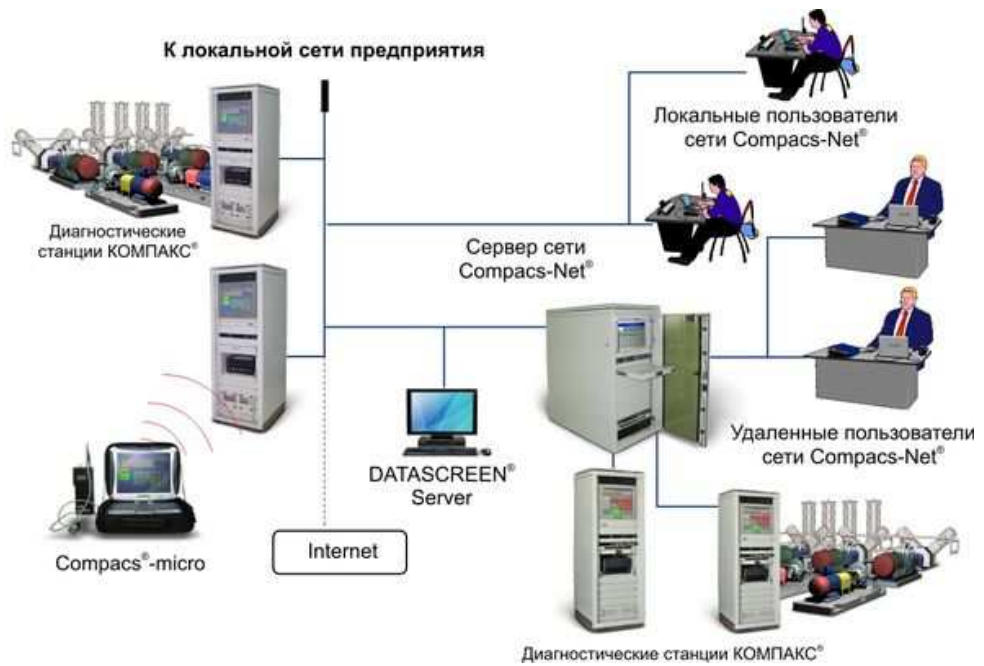 К локальной сети предприятия
Локальные пользователи
сети Compacs-Net®
Диагностические
станции КОМПАКС®
Сервер сети
Compacs-Net®
Удаленные пользователи
сети Compacs-Net®
DATASCREEN®
Server
Internet
Compacs®-micro
Диагностические станции КОМПАКС®